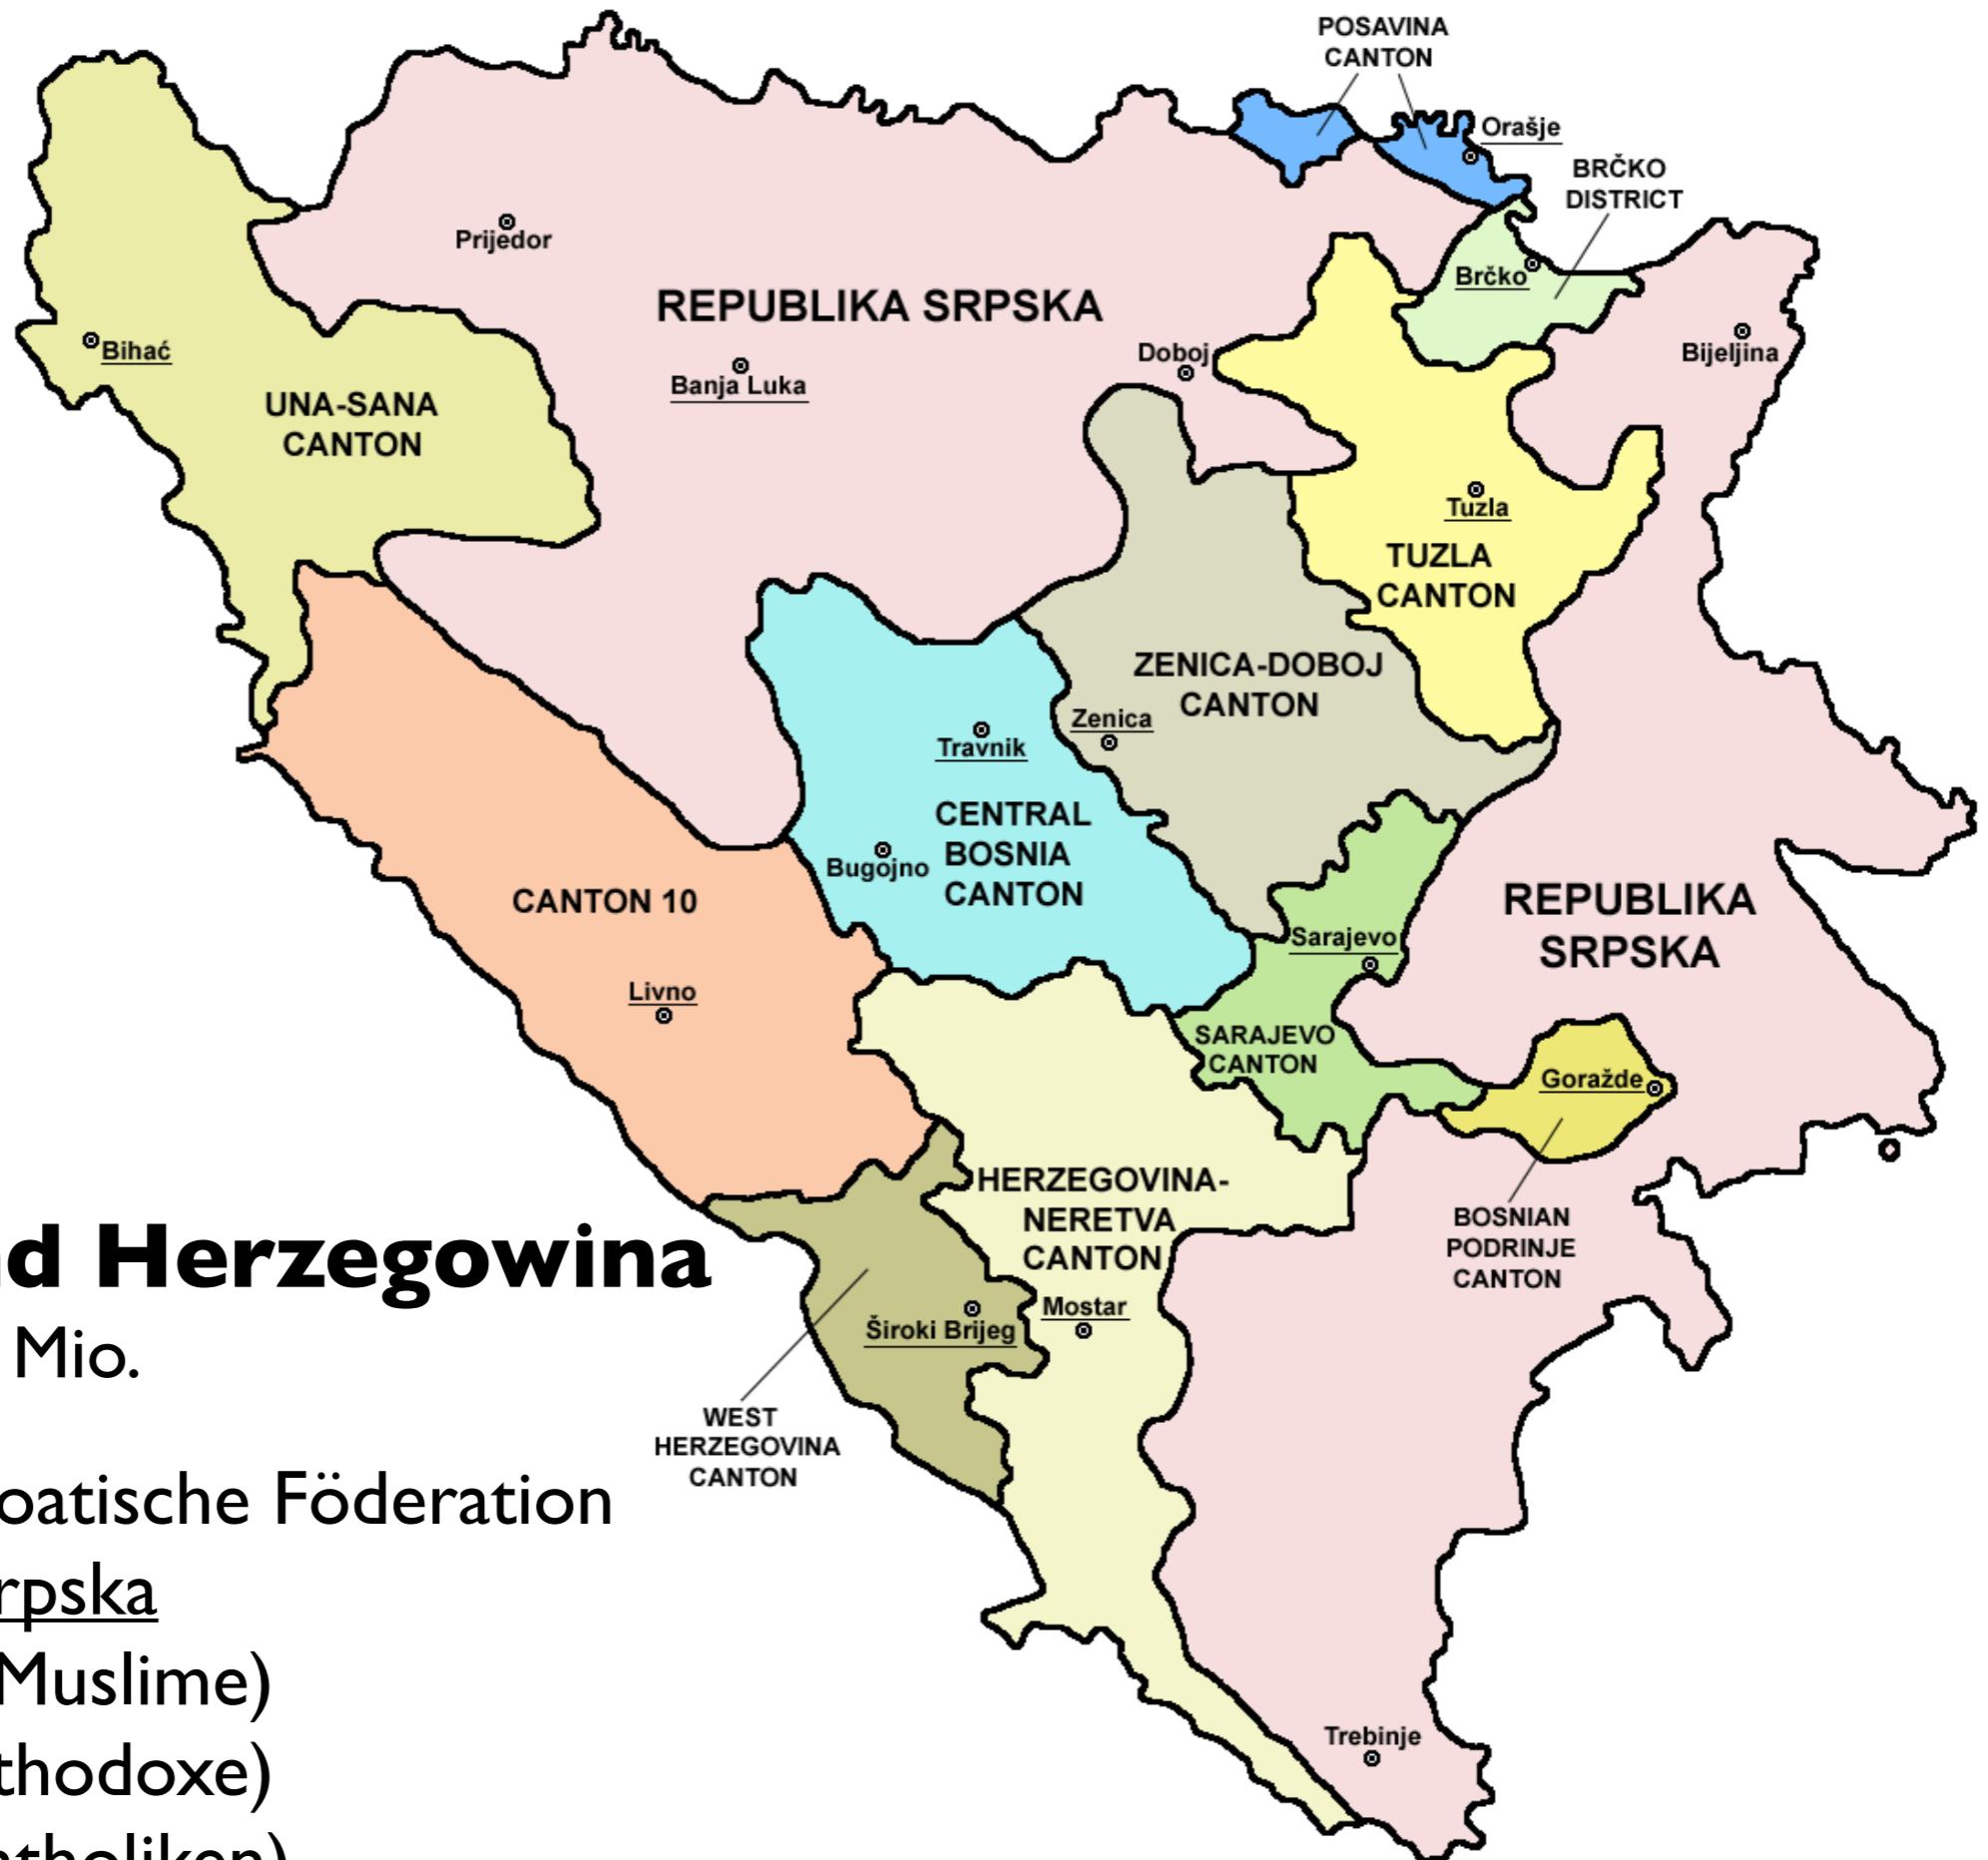 POSAVINA
CANTON
Orašje
BRČKO
DISTRICT
Prijedor
Brčko
REPUBLIKA SRPSKA
Doboj
Bijeljina
Bihać
Banja Luka
UNA-SANA
CANTON
Tuzla
TUZLA
CANTON
ZENICA-DOBOJ
CANTON
Zenica
Travnik
CENTRAL
BOSNIA
CANTON
Bugojno
CANTON 10
REPUBLIKA
SRPSKA
Sarajevo
Livno
SARAJEVO
CANTON
Goražde
HERZEGOVINA-
NERETVA
CANTON
BOSNIAN
PODRINJE
CANTON
Mostar
Široki Brijeg
WEST
HERZEGOVINA
CANTON
Trebinje
d Herzegowina
Mio.
oatische Föderation
rpska
Muslime)
thodoxe)
atholiken)